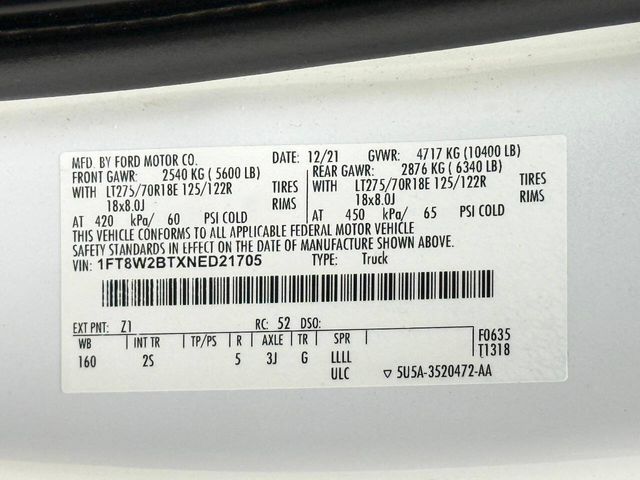 MFD. BY FORD MOTOR CO. DATE: 12/21 GVWR: 4717 KG (10400 LB)
FRONT GAWR: 2540 KG ( 5600 LB) REAR GAWR: 2876 KG ( 6340 LB)
WITH LT275/70R18E 125/122R TIRES WITH LT275/70R18E 125/122R TIRES
18x8.0J RIMS 18x8.0J RIMS
AT 420 kPa/ 60 PSI COLD AT 450 kPa/ 65 PSI COLD
THIS VEHICLE CONFORMS TO ALL APPLICABLE FEDERAL MOTOR VEHICLE
SAFETY STANDARDS IN EFFECT ON THE DATE OF MANUFACTURE SHOWN ABOVE.
VIN: 1FT8W2BTXNED21705 TYPE: Truck
EXT PNT: Z1 RC: 52 DSO: F0635
WB INT TR TP/PS R AXLE TR SPR T1318
160 2S 5 3J G LLLL
ULC ▽ 5U5A-3520472-AA